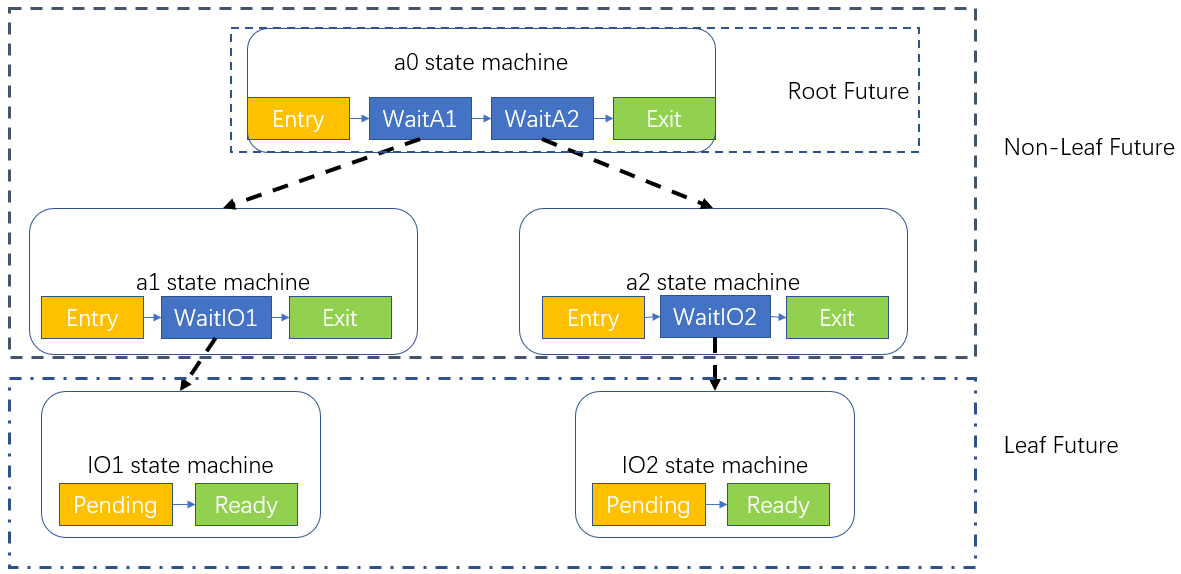 a0 state machine
Root Future
Entry
WaitA1
WaitA2
Exit
Non-Leaf Future
a1 state machine
Entry
WaitIO1
Exit
a2 state machine
Entry
WaitIO2
Exit
Leaf Future
IO1 state machine
Pending
Ready
IO2 state machine
Pending
Ready